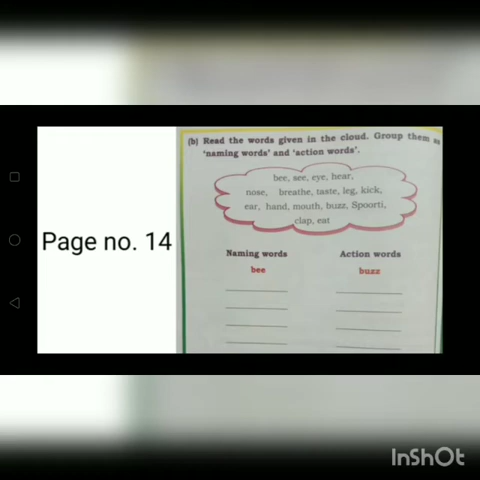 Page no. 14
(b) Read the words given in the cloud. Group them as
'naming words' and 'action words'.
bee, see, eye, hear,
nose, breathe, taste, leg, kick,
ear, hand, mouth, buzz, Spoorti,
clap, eat
Naming words Action words
bee buzz
InShOt